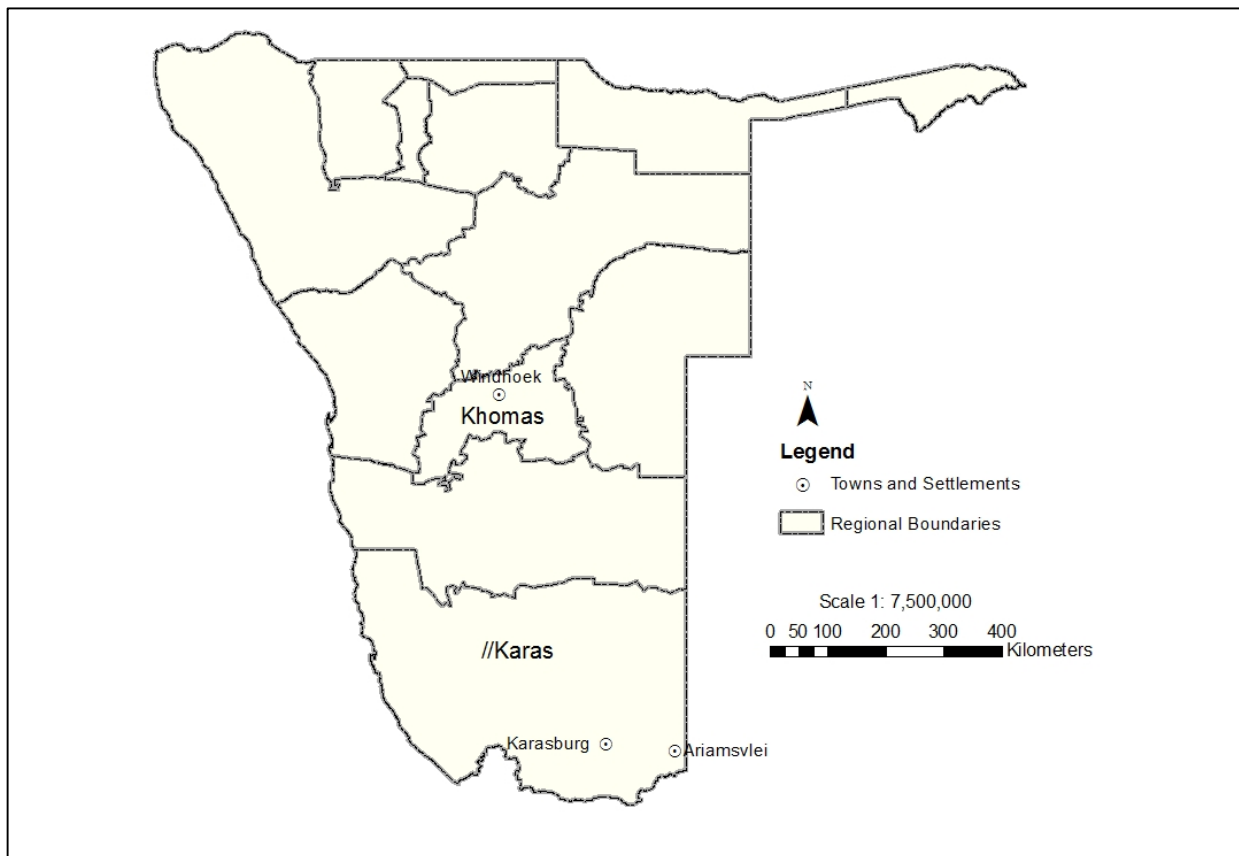 Windhoek
Khomas
N
Legend
Towns and Settlements
Regional Boundaries
Scale 1: 7,500,000
0 50 100 200 300 400
Kilometers
//Karas
Karasburg
Ariamsvlei